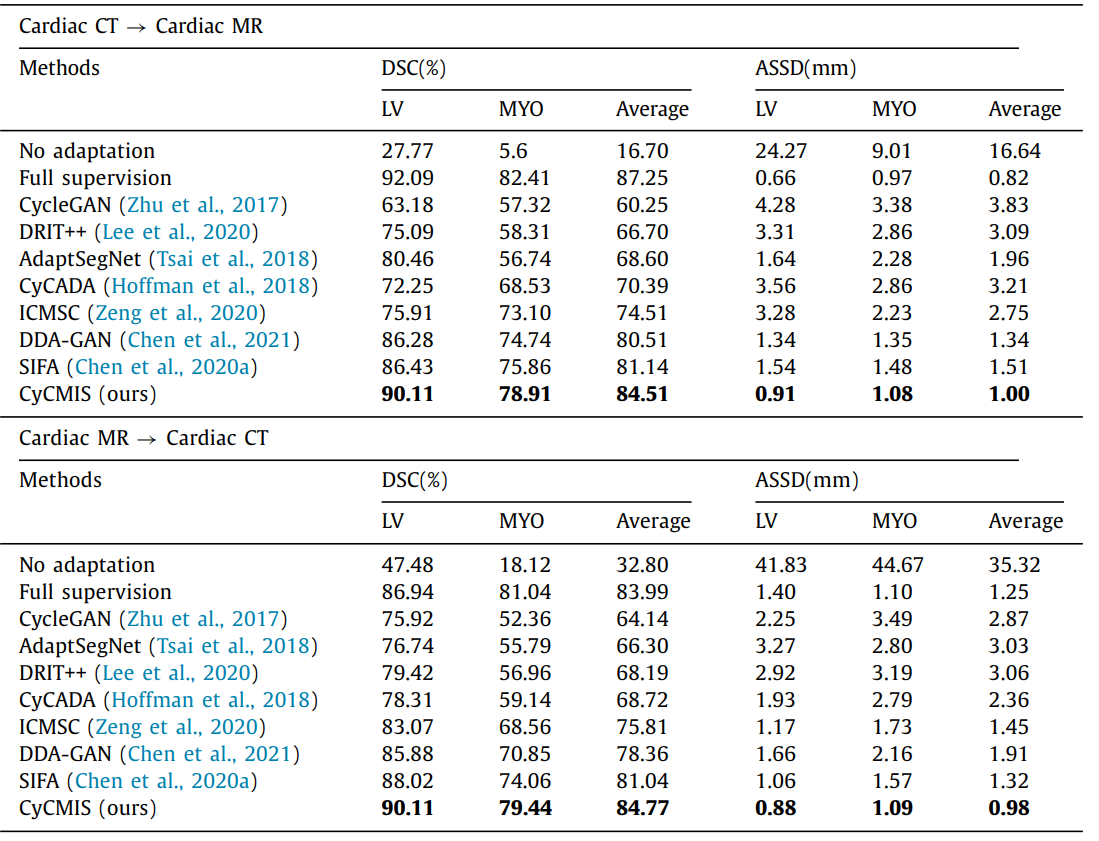 Cardiac CT → Cardiac MR
Methods DSC(%) ASSD(mm)
LV MYO Average LV MYO Average
No adaptation 27.77 5.6 16.70 24.27 9.01 16.64
Full supervision 92.09 82.41 87.25 0.66 0.97 0.82
CycleGAN (Zhu et al., 2017) 63.18 57.32 60.25 4.28 3.38 3.83
DRIT++ (Lee et al., 2020) 75.09 58.31 66.70 3.31 2.86 3.09
AdaptSegNet (Tsai et al., 2018) 80.46 56.74 68.60 1.64 2.28 1.96
CyCADA (Hoffman et al., 2018) 72.25 68.53 70.39 3.56 2.86 3.21
ICMSC (Zeng et al., 2020) 75.91 73.10 74.51 3.28 2.23 2.75
DDA-GAN (Chen et al., 2021) 86.28 74.74 80.51 1.34 1.35 1.34
SIFA (Chen et al., 2020a) 86.43 75.86 81.14 1.54 1.48 1.51
CyCMIS (ours) 90.11 78.91 84.51 0.91 1.08 1.00
Cardiac MR → Cardiac CT
Methods DSC(%) ASSD(mm)
LV MYO Average LV MYO Average
No adaptation 47.48 18.12 32.80 41.83 44.67 35.32
Full supervision 86.94 81.04 83.99 1.40 1.10 1.25
CycleGAN (Zhu et al., 2017) 75.92 52.36 64.14 2.25 3.49 2.87
AdaptSegNet (Tsai et al., 2018) 76.74 55.79 66.30 3.27 2.80 3.03
DRIT++ (Lee et al., 2020) 79.42 56.96 68.19 2.92 3.19 3.06
CyCADA (Hoffman et al., 2018) 78.31 59.14 68.72 1.93 2.79 2.36
ICMSC (Zeng et al., 2020) 83.07 68.56 75.81 1.17 1.73 1.45
DDA-GAN (Chen et al., 2021) 85.88 70.85 78.36 1.66 2.16 1.91
SIFA (Chen et al., 2020a) 88.02 74.06 81.04 1.06 1.57 1.32
CyCMIS (ours) 90.11 79.44 84.77 0.88 1.09 0.98